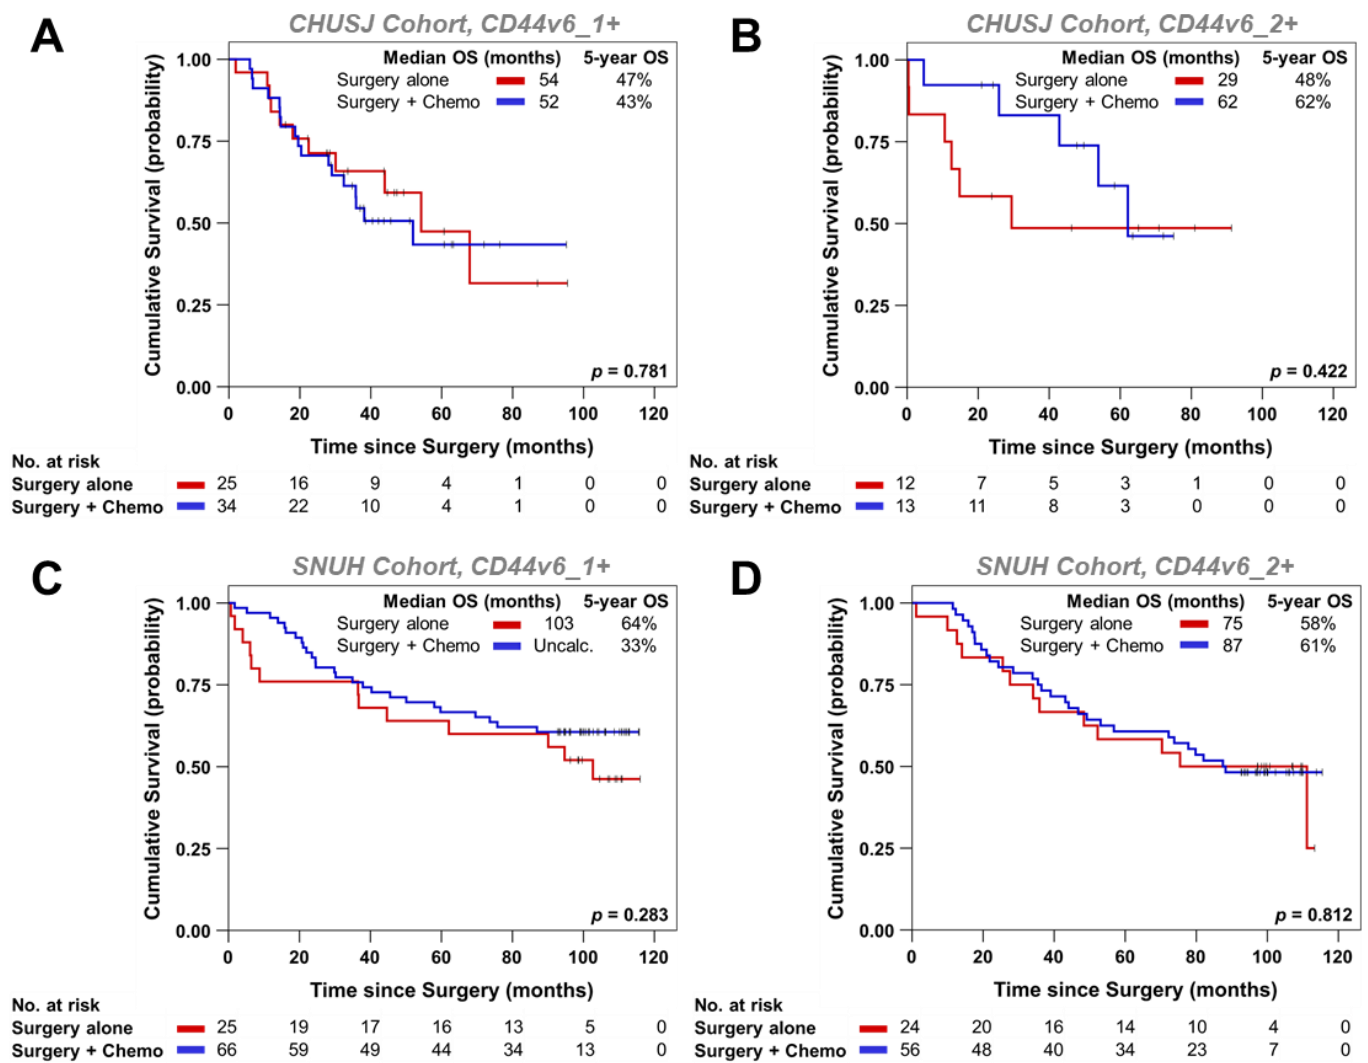 A
CHUSJ Cohort, CD44v6_1+
Median OS (months) 5-year OS
Surgery alone 54 47%
Surgery + Chemo 52 43%
Cumulative Survival (probability)
1.00
0.75
0.50
0.25
0.00
p = 0.781
0 20 40 60 80 100 120
Time since Surgery (months)
No. at risk
Surgery alone 25 16 9 4 1 0 0
Surgery + Chemo 34 22 10 4 1 0 0
B
CHUSJ Cohort, CD44v6_2+
Median OS (months) 5-year OS
Surgery alone 29 48%
Surgery + Chemo 62 62%
Cumulative Survival (probability)
1.00
0.75
0.50
0.25
0.00
p = 0.422
0 20 40 60 80 100 120
Time since Surgery (months)
No. at risk
Surgery alone 12 7 5 3 1 0 0
Surgery + Chemo 13 11 8 3 0 0 0
C
SNUH Cohort, CD44v6_1+
Median OS (months) 5-year OS
Surgery alone 103 64%
Surgery + Chemo Uncalc. 33%
Cumulative Survival (probability)
1.00
0.75
0.50
0.25
0.00
p = 0.283
0 20 40 60 80 100 120
Time since Surgery (months)
No. at risk
Surgery alone 25 19 17 16 13 5 0
Surgery + Chemo 66 59 49 44 34 13 0
D
SNUH Cohort, CD44v6_2+
Median OS (months) 5-year OS
Surgery alone 75 58%
Surgery + Chemo 87 61%
Cumulative Survival (probability)
1.00
0.75
0.50
0.25
0.00
p = 0.812
0 20 40 60 80 100 120
Time since Surgery (months)
No. at risk
Surgery alone 24 20 16 14 10 4 0
Surgery + Chemo 56 48 40 34 23 7 0